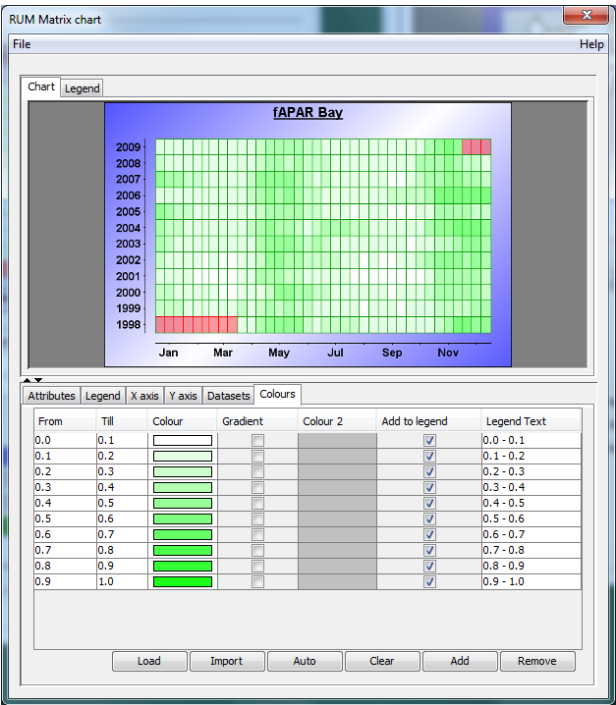 RUM Matrix chart
File Help
Chart Legend
fAPAR Bay
2009
2008
2007
2006
2005
2004
2003
2002
2001
2000
1999
1998
Jan Mar May Jul Sep Nov
Attributes Legend X axis Y axis Datasets Colours
From Till Colour Gradient Colour 2 Add to legend Legend Text
0.0 0.1 0.0 - 0.1
0.1 0.2 0.1 - 0.2
0.2 0.3 0.2 - 0.3
0.3 0.4 0.3 - 0.4
0.4 0.5 0.4 - 0.5
0.5 0.6 0.5 - 0.6
0.6 0.7 0.6 - 0.7
0.7 0.8 0.7 - 0.8
0.8 0.9 0.8 - 0.9
0.9 1.0 0.9 - 1.0
Load Import Auto Clear Add Remove